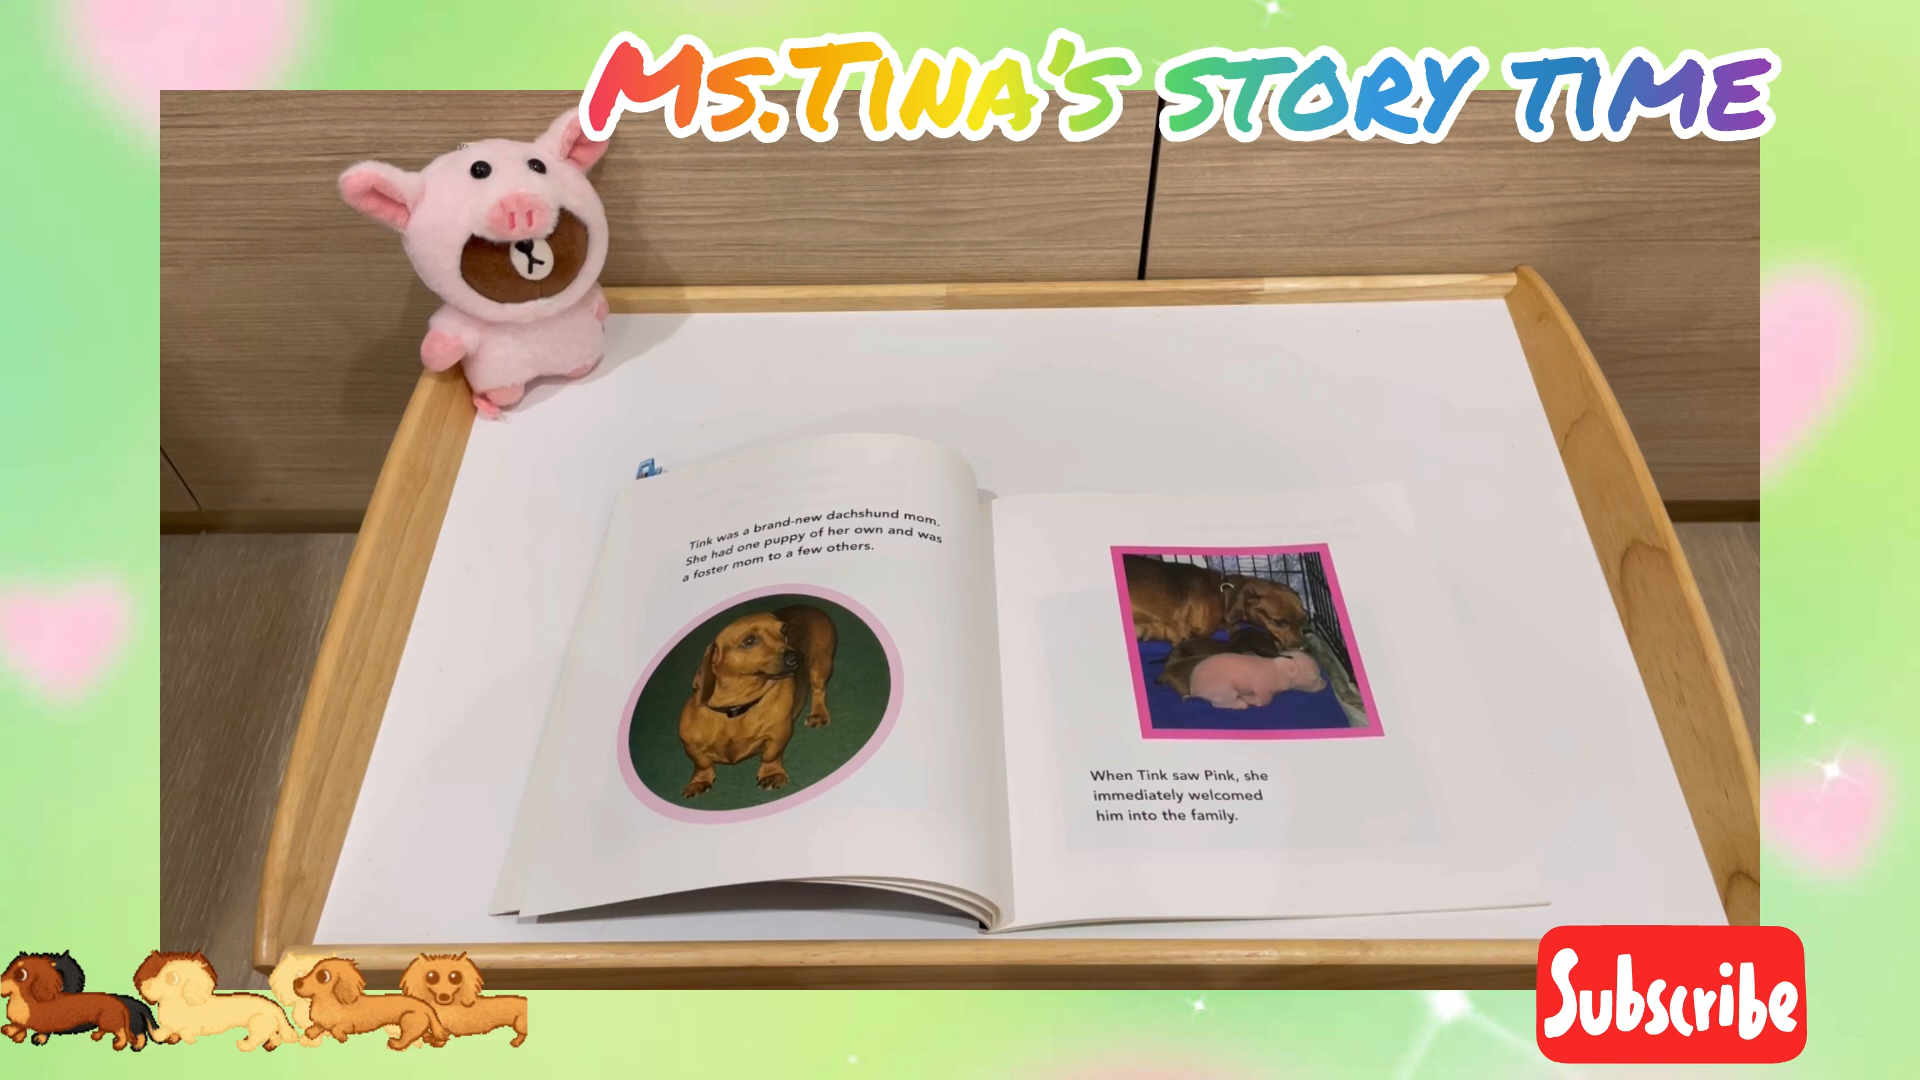 Ms.Tina's story time
Tink was a brand-new dachshund mom.
She had one puppy of her own and was
a foster mom to a few others.
When Tink saw Pink, she
immediately welcomed
him into the family.
Subscribe